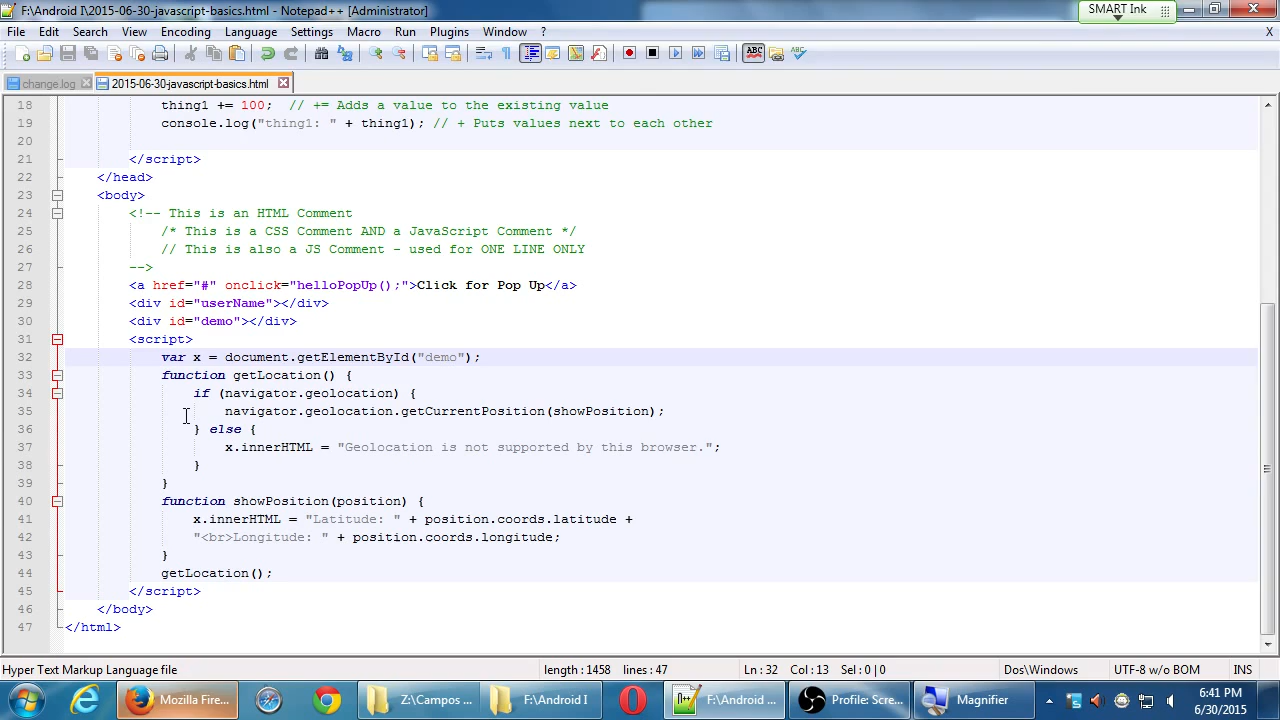 F:\Android I\2015-06-30-javascript-basics.html - Notepad++ [Administrator]
SMART Ink
File Edit Search View Encoding Language Settings Macro Run Plugins Window ? X
change.log 2015-06-30-javascript-basics.html
18 thing1 += 100; // += Adds a value to the existing value
19 console.log("thing1: " + thing1); // + Puts values next to each other
20
21 </script>
22 </head>
23 <body>
24 <!-- This is an HTML Comment
25 /* This is a CSS Comment AND a JavaScript Comment */
26 // This is also a JS Comment - used for ONE LINE ONLY
27 -->
28 <a href="#" onclick="helloPopUp();">Click for Pop Up</a>
29 <div id="userName"></div>
30 <div id="demo"></div>
31 <script>
32 var x = document.getElementById("demo");
33 function getLocation() {
34 if (navigator.geolocation) {
35 navigator.geolocation.getCurrentPosition(showPosition);
36 } else {
37 x.innerHTML = "Geolocation is not supported by this browser.";
38 }
39 }
40 function showPosition(position) {
41 x.innerHTML = "Latitude: " + position.coords.latitude +
42 "<br>Longitude: " + position.coords.longitude;
43 }
44 getLocation();
45 </script>
46 </body>
47 </html>
Hyper Text Markup Language file length : 1458 lines : 47 Ln : 32 Col : 13 Sel : 0 | 0 Dos\Windows UTF-8 w/o BOM INS
Mozilla Fire... Z:\Campos ... F:\Android I F:\Android ... Profile: Scre... Magnifier 6:41 PM
6/30/2015